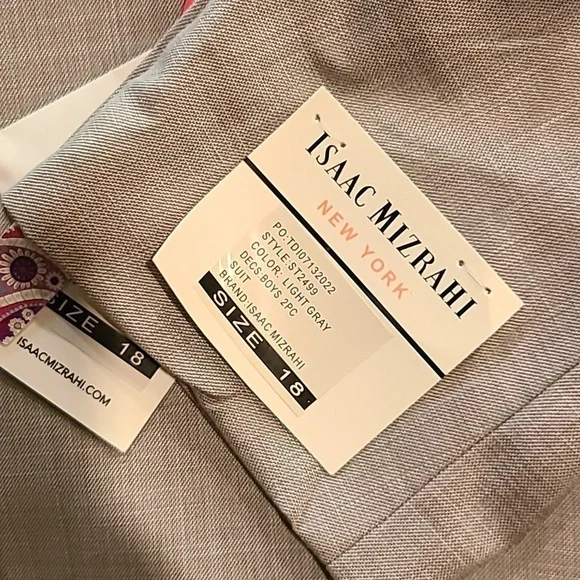 ISAAC MIZRAHI
NEW YORK
PO:TDI07132022
STYLE:ST2499
COLOR: LIGHT GRAY
DECS:BOYS 2PC
SUIT
BRAND:ISAAC MIZRAHI
SIZE 18
SIZE 18
ISAACMIZRAHI.COM